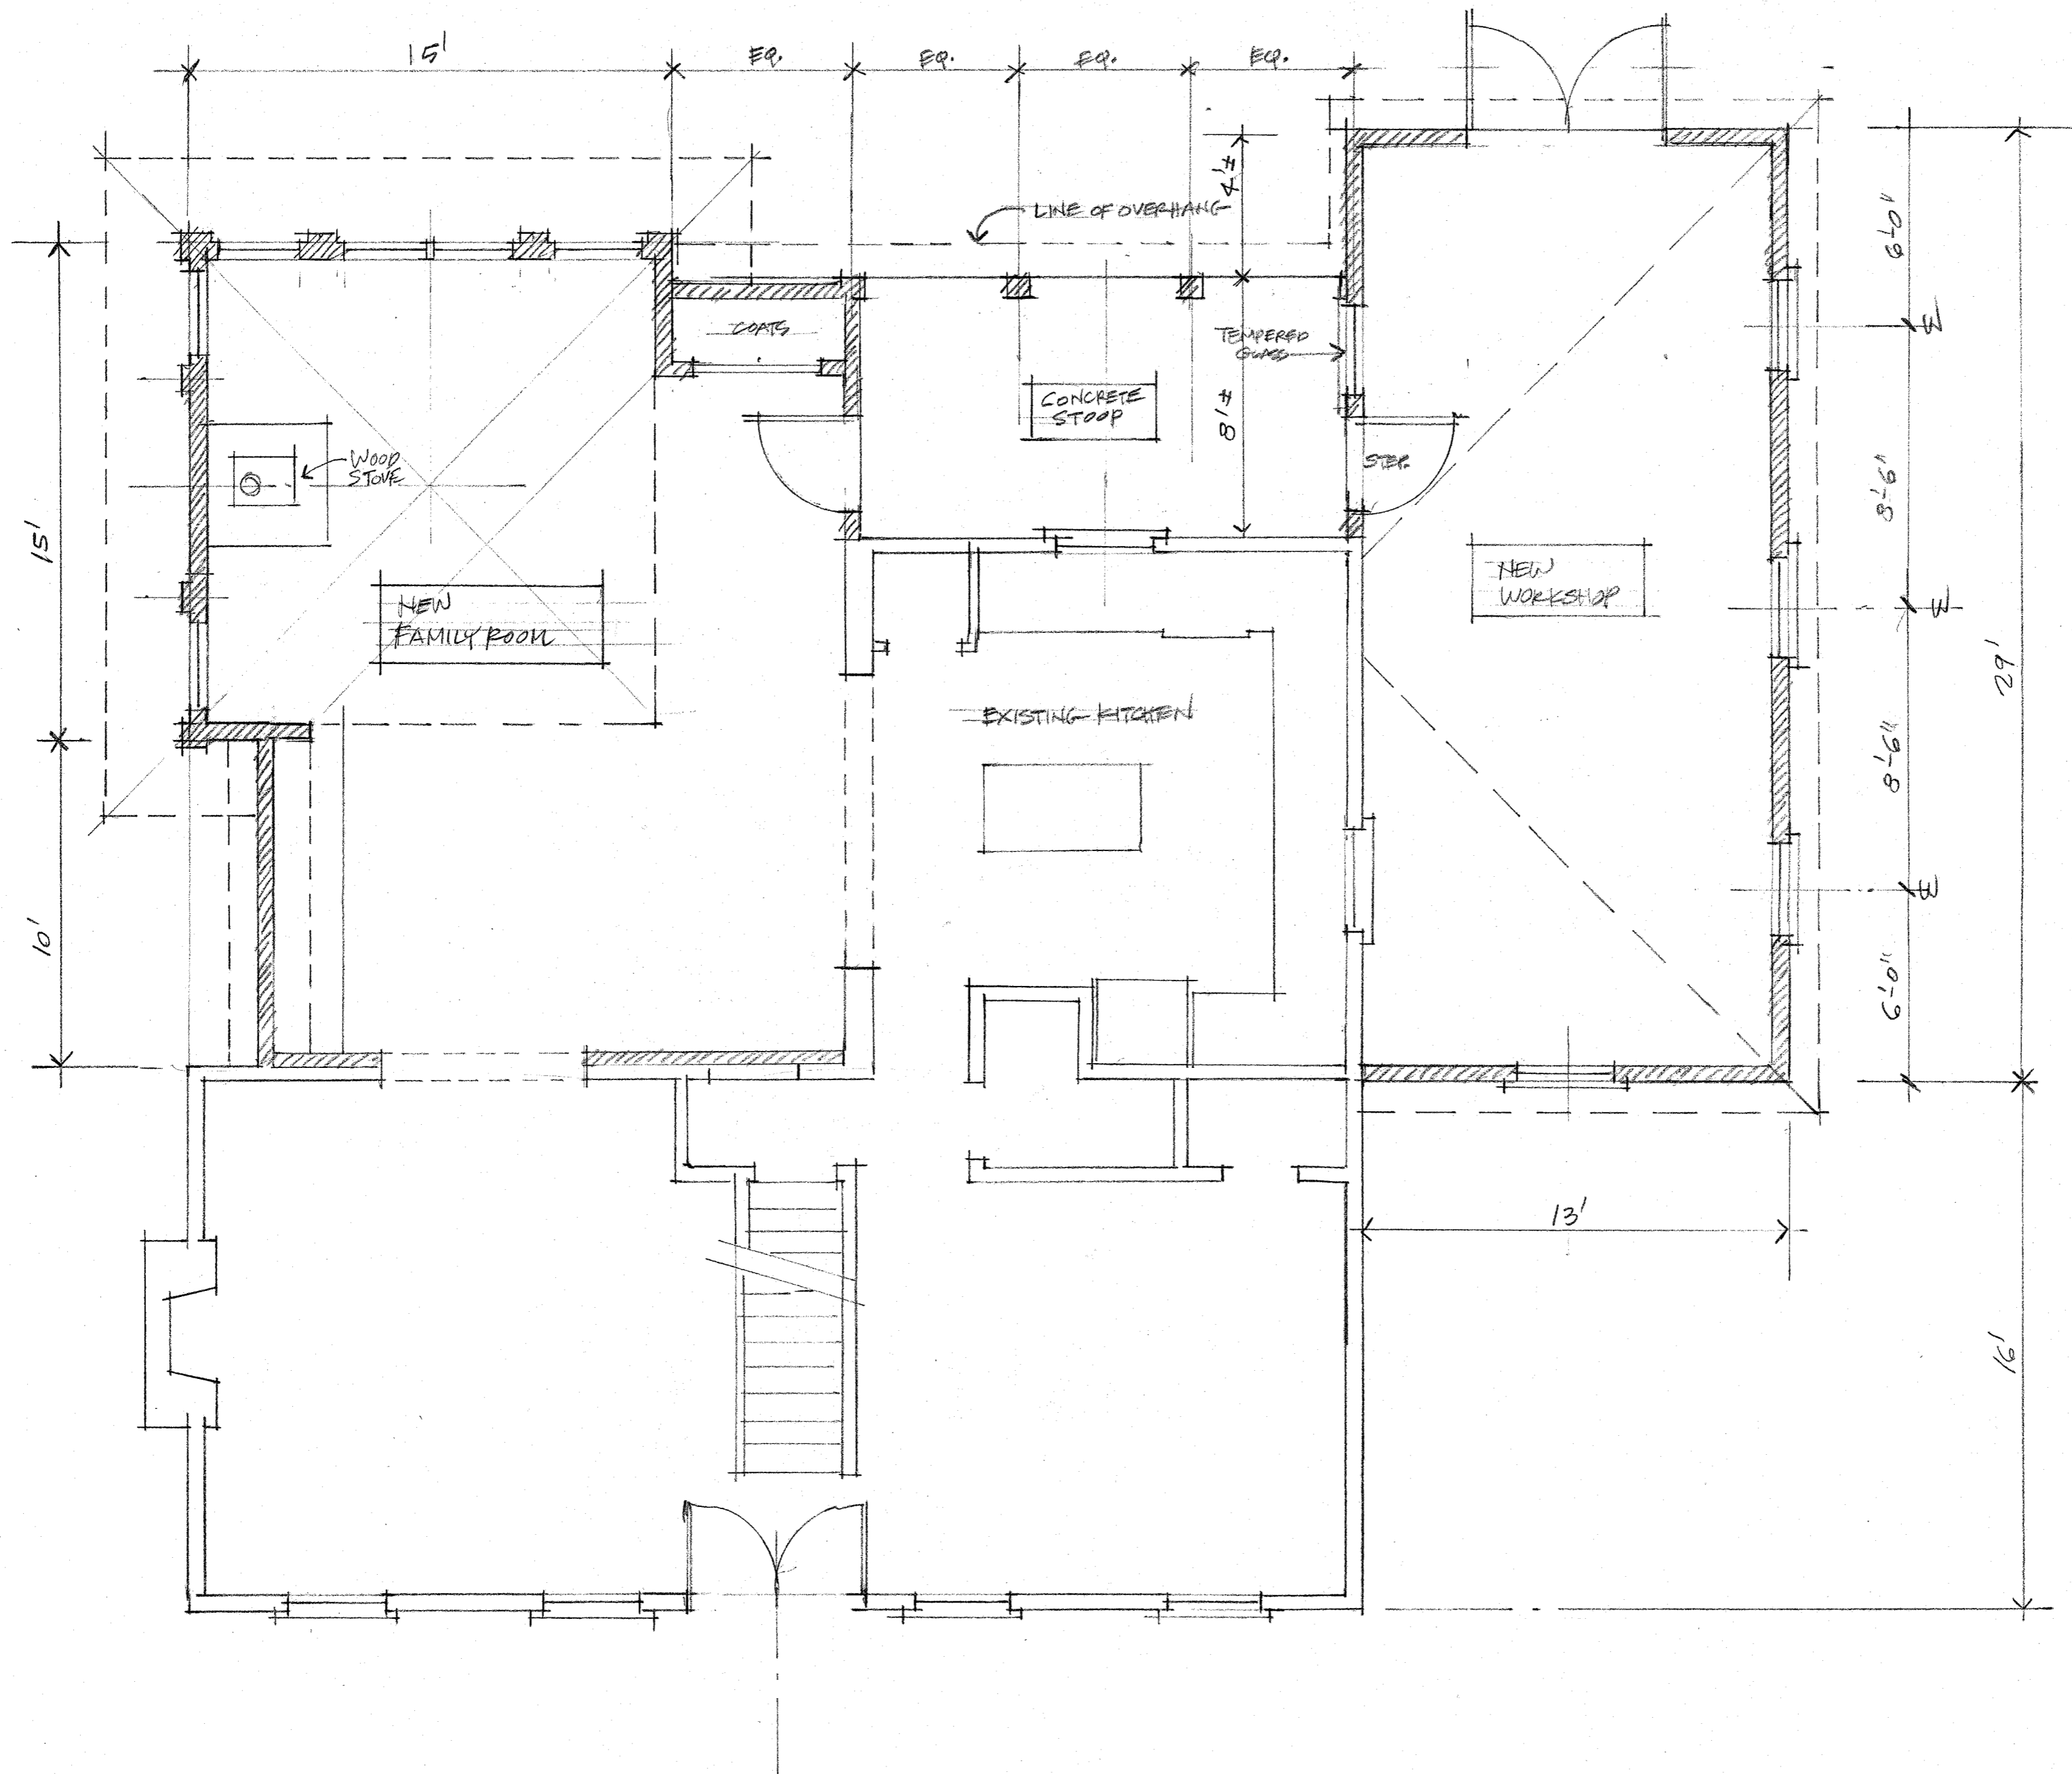 15'
EQ.
EQ.
EQ.
EQ.
4'±
LINE OF OVERHANG
6'-0"
COATS
TEMPERED
GLASS
CONCRETE
STOOP
8'±
WOOD
STOVE
STEP.
8'-6"
15'
NEW
WORKSHOP
NEW
FAMILY ROOM
29'
EXISTING KITCHEN
8'-6"
10'
6'-0"
13'
16'